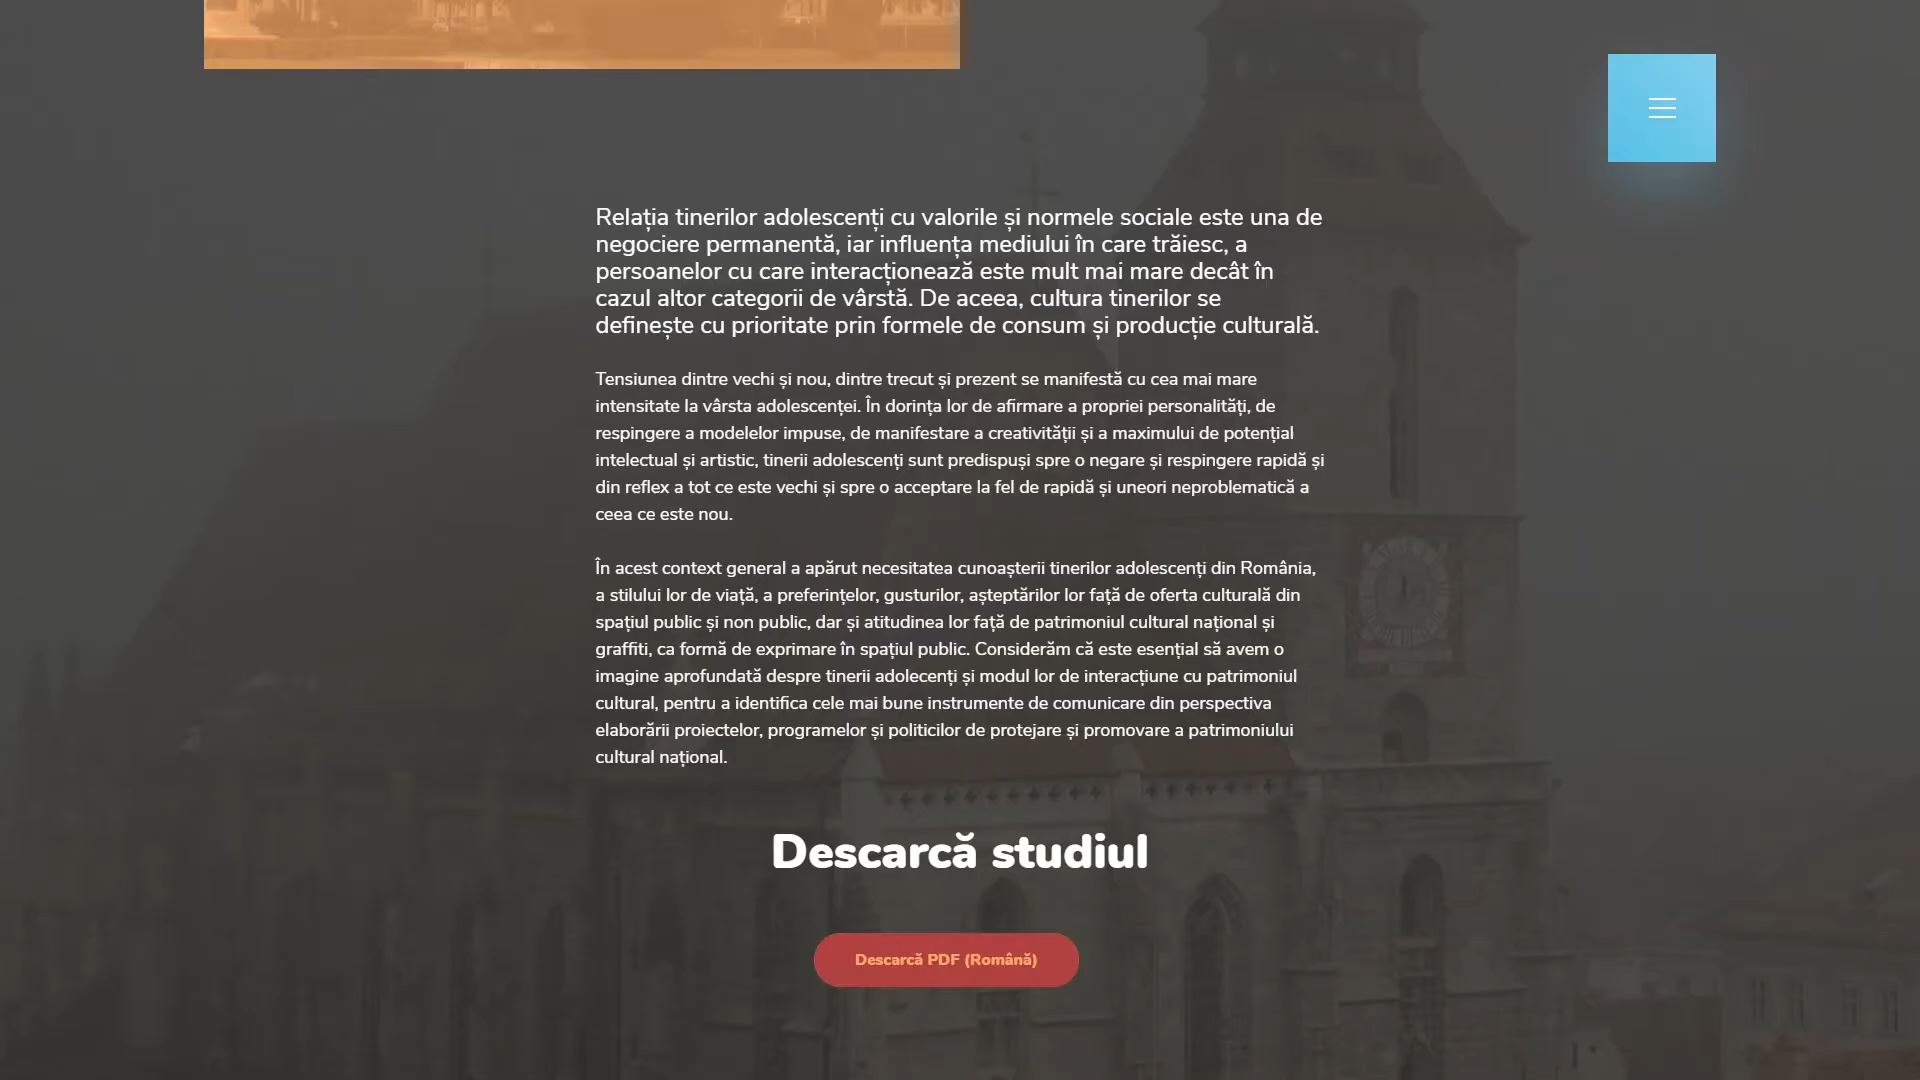 Relația tinerilor adolescenți cu valorile și normele sociale este una de
negociere permanentă, iar influența mediului în care trăiesc, a
persoanelor cu care interacționează este mult mai mare decât în
cazul altor categorii de vârstă. De aceea, cultura tinerilor se
definește cu prioritate prin formele de consum și producție culturală.
Tensiunea dintre vechi și nou, dintre trecut și prezent se manifestă cu cea mai mare
intensitate la vârsta adolescenței. În dorința lor de afirmare a propriei personalități, de
respingere a modelelor impuse, de manifestare a creativității și a maximului de potențial
intelectual și artistic, tinerii adolescenți sunt predispuși spre o negare și respingere rapidă și
din reflex a tot ce este vechi și spre o acceptare la fel de rapidă și uneori neproblematică a
ceea ce este nou.
În acest context general a apărut necesitatea cunoașterii tinerilor adolescenți din România,
a stilului lor de viață, a preferințelor, gusturilor, așteptărilor lor față de oferta culturală din
spațiul public și non public, dar și atitudinea lor față de patrimoniul cultural național și
graffiti, ca formă de exprimare în spațiul public. Considerăm că este esențial să avem o
imagine aprofundată despre tinerii adolecenți și modul lor de interacțiune cu patrimoniul
cultural, pentru a identifica cele mai bune instrumente de comunicare din perspectiva
elaborării proiectelor, programelor și politicilor de protejare și promovare a patrimoniului
cultural național.
Descarcă studiul
Descarcă PDF (Română)